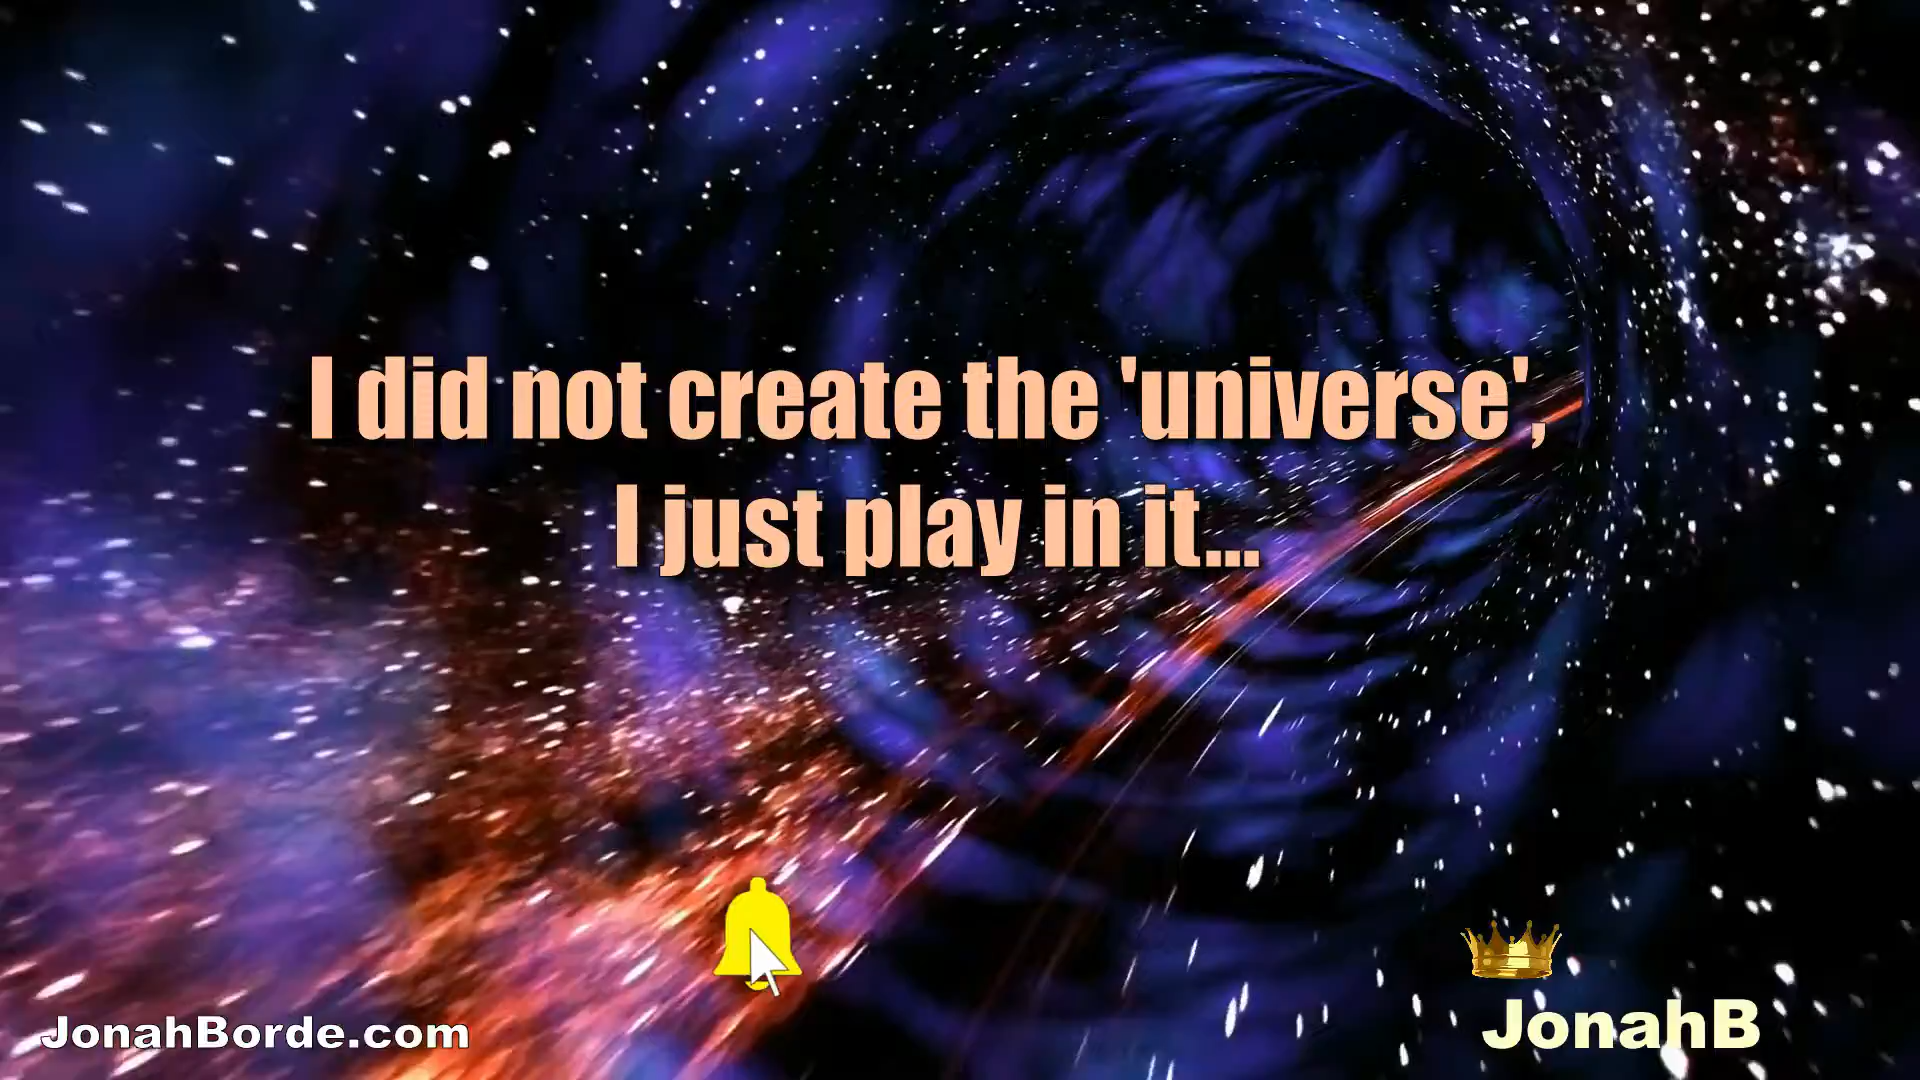 I did not create the 'universe',
I just play in it...
JonahBorde.com
JonahB